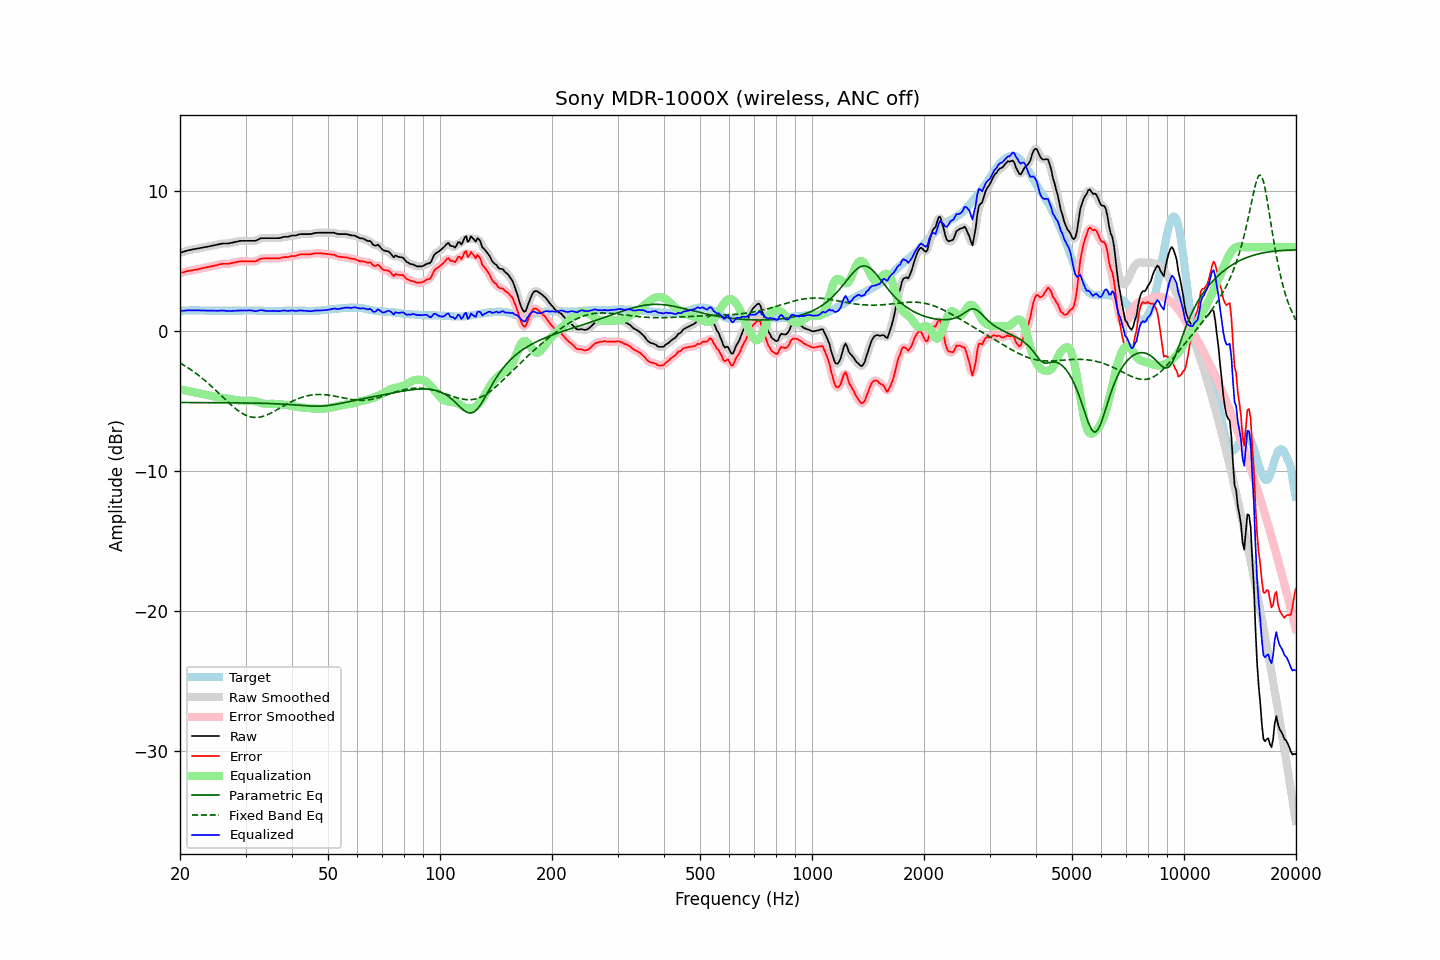 Sony MDR-1000X (wireless, ANC off)
Amplitude (dBr)
10
0
−10
−20
−30
Target
Raw Smoothed
Error Smoothed
Raw
Error
Equalization
Parametric Eq
Fixed Band Eq
Equalized
20 50 100 200 500 1000 2000 5000 10000 20000
Frequency (Hz)